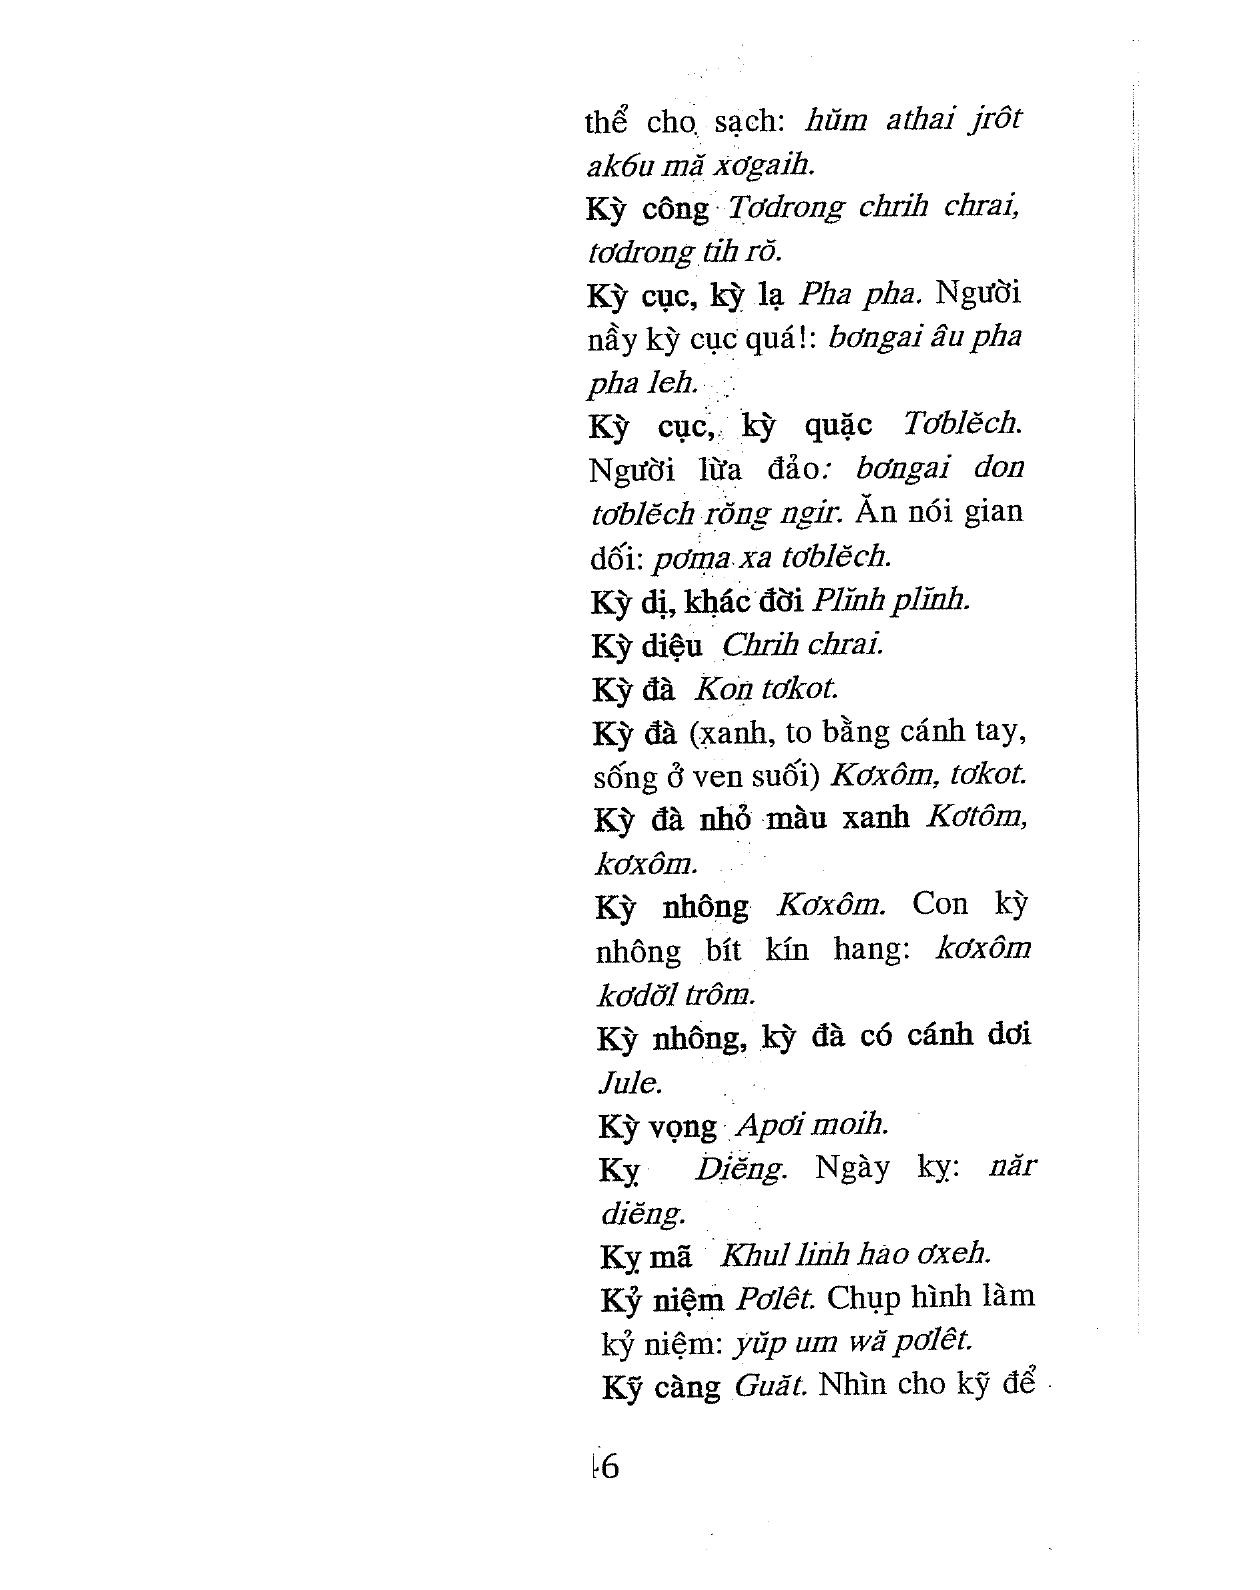 thể cho sạch: hŭm athai jrôt
akŏu mă xơgaih.
Kỳ công Tơdrong chrih chrai,
tơdrong tih rŏ.
Kỳ cục, kỳ lạ Pha pha. Người
nầy kỳ cục quá!: bơngai âu pha
pha leh.
Kỳ cục, kỳ quặc Tơblĕch.
Người lừa đảo: bơngai don
tơblĕch rŏng ngir. Ăn nói gian
dối: pơma xa tơblĕch.
Kỳ dị, khác đời Plĭnh plĭnh.
Kỳ diệu Chrih chrai.
Kỳ đà Kon tơkot.
Kỳ đà (xanh, to bằng cánh tay,
sống ở ven suối) Kơxôm, tơkot.
Kỳ đà nhỏ màu xanh Kơtôm,
kơxôm.
Kỳ nhông Kơxôm. Con kỳ
nhông bít kín hang: kơxôm
kơdơ̆l trôm.
Kỳ nhông, kỳ đà có cánh dơi
Jule.
Kỳ vọng Apơi moih.
Kỵ Diĕng. Ngày kỵ: năr
diĕng.
Kỵ mã Khul linh hao ơxeh.
Kỷ niệm Pơlêt. Chụp hình làm
kỷ niệm: yŭp um wă pơlêt.
Kỹ càng Guăt. Nhìn cho kỹ để
6